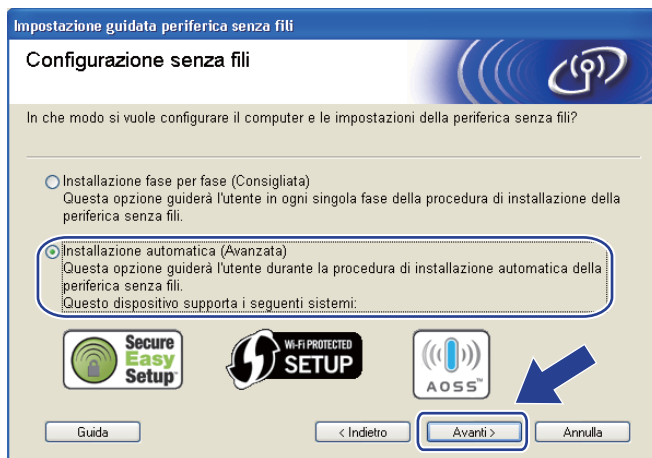 Impostazione guidata periferica senza fili
Configurazione senza fili
In che modo si vuole configurare il computer e le impostazioni della periferica senza fili?
Installazione fase per fase (Consigliata)
Questa opzione guiderà l'utente in ogni singola fase della procedura di installazione della
periferica senza fili.
Installazione automatica (Avanzata)
Questa opzione guiderà l'utente durante la procedura di installazione automatica della
periferica senza fili.
Questo dispositivo supporta i seguenti sistemi:
Secure
Easy
Setup
Wi-Fi PROTECTED
SETUP
AOSS™
Guida
< Indietro
Avanti >
Annulla